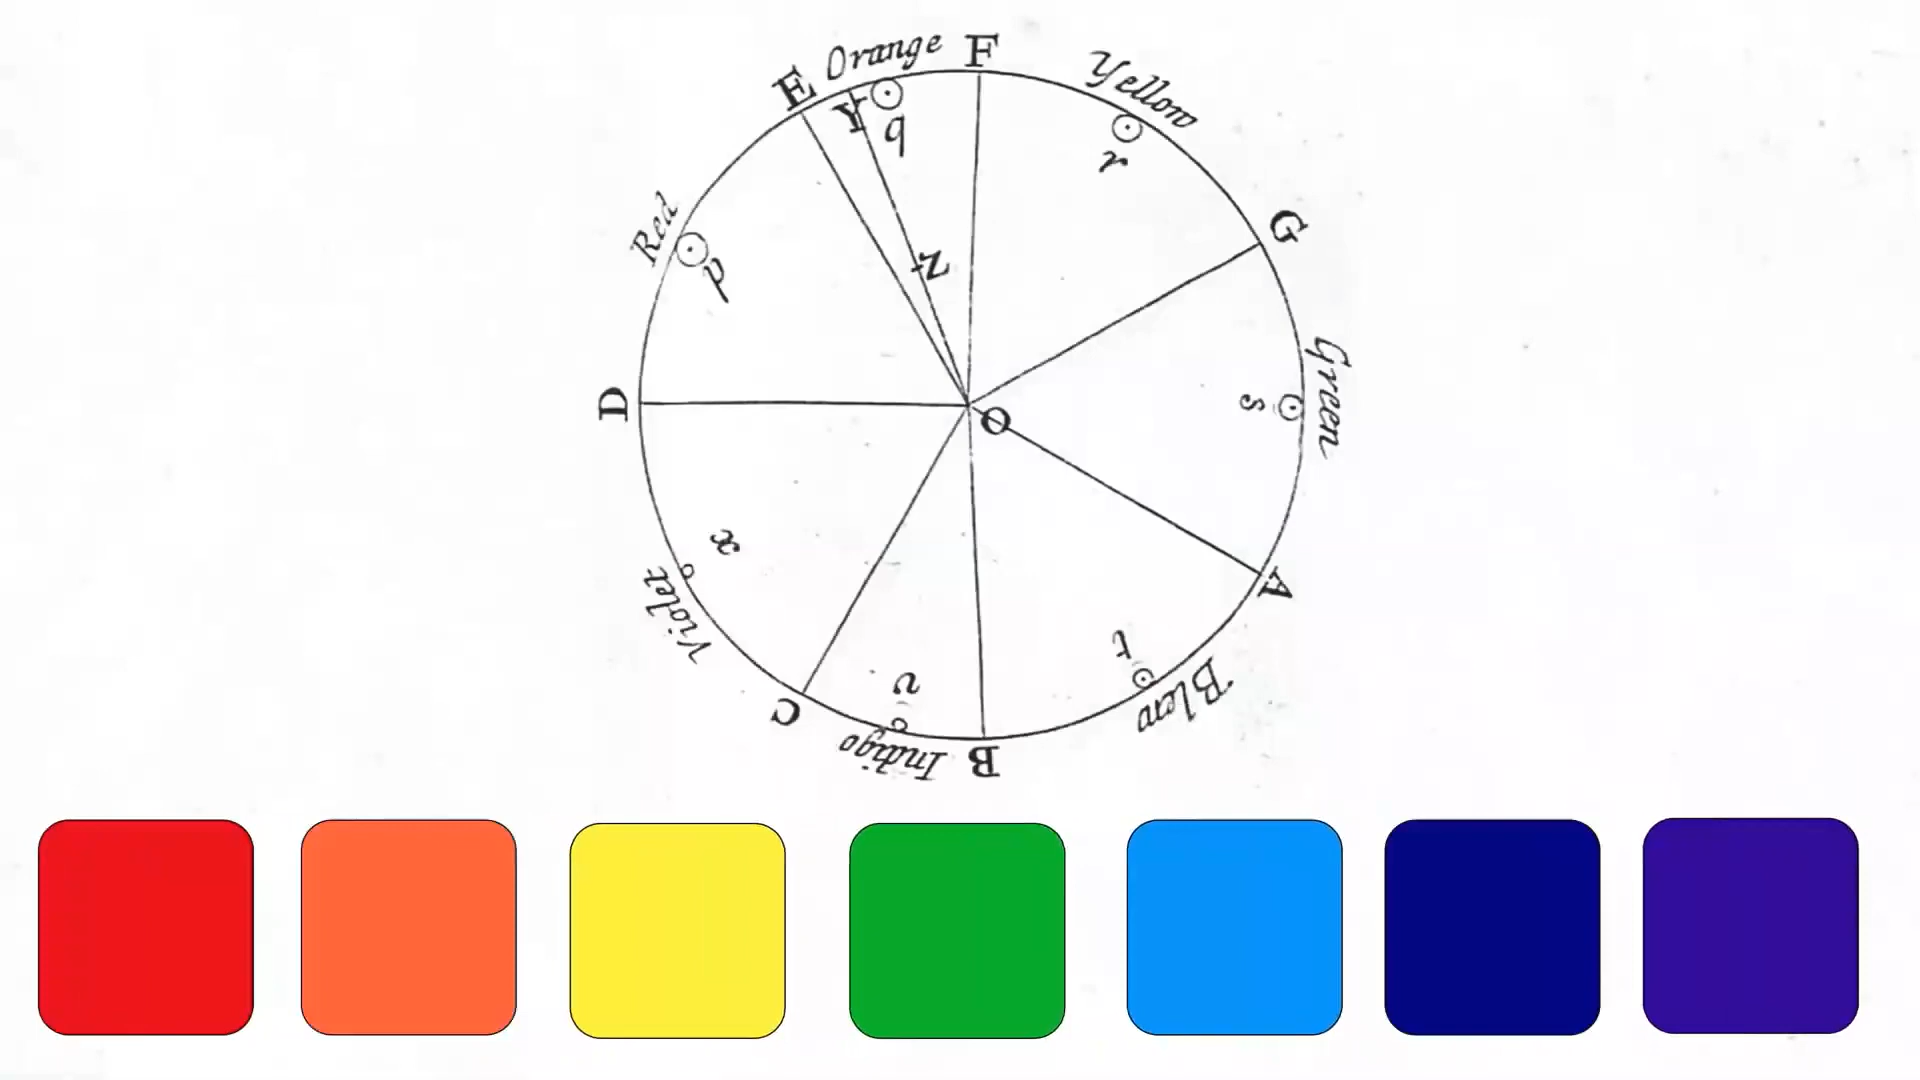 Orange
F
Yellow
E
Y
q
r
G
Red
p
Z
Green
s
D
O
x
A
t
Violet
v
Blew
C
Indigo
B